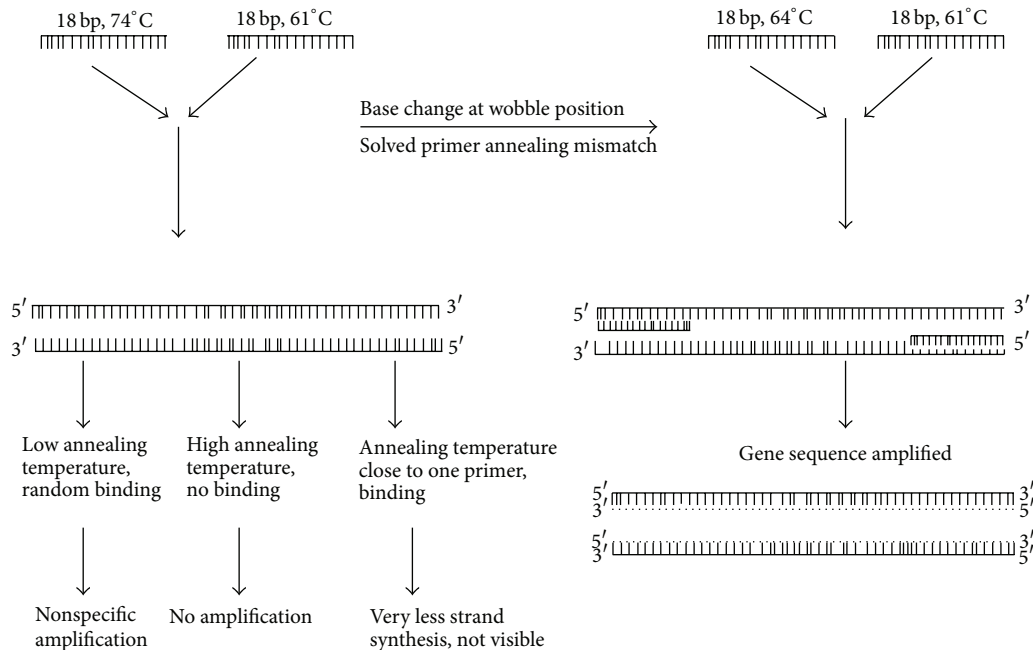 18 bp, 74°C
18 bp, 61°C
Base change at wobble position
Solved primer annealing mismatch
18 bp, 64°C
18 bp, 61°C
5′
3′
3′
5′
Low annealing
temperature,
random binding
High annealing
temperature,
no binding
Annealing temperature
close to one primer,
binding
Nonspecific
amplification
No amplification
Very less strand
synthesis, not visible
5′
3′
3′
5′
Gene sequence amplified
5′
3′
3′
5′
5′
3′
3′
5′